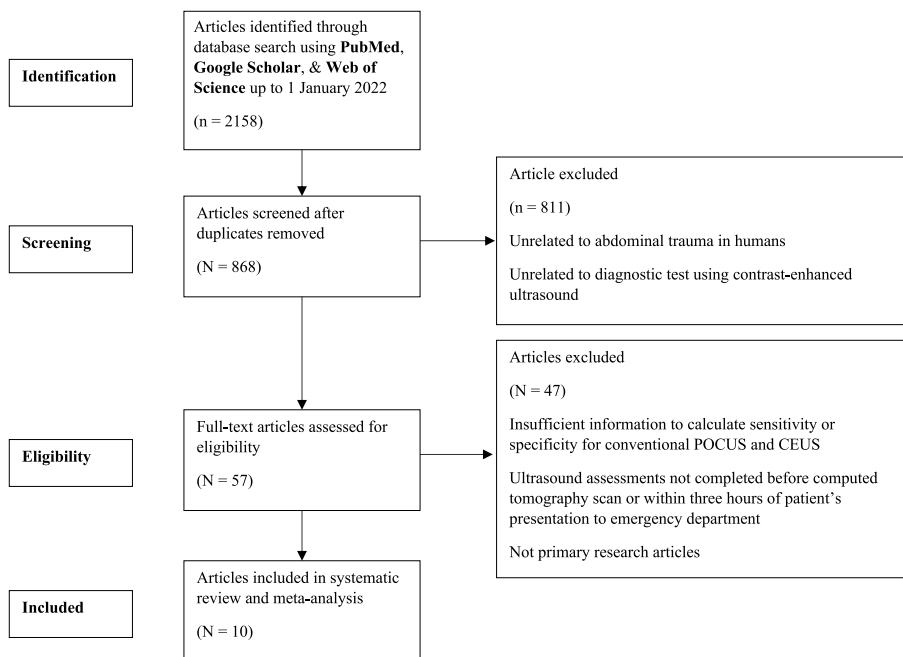 Identification
Articles identified through
database search using PubMed,
Google Scholar, & Web of
Science up to 1 January 2022
(n = 2158)
Screening
Articles screened after
duplicates removed
(N = 868)
Article excluded
(n = 811)
Unrelated to abdominal trauma in humans
Unrelated to diagnostic test using contrast-enhanced
ultrasound
Eligibility
Full-text articles assessed for
eligibility
(N = 57)
Articles excluded
(N = 47)
Insufficient information to calculate sensitivity or
specificity for conventional POCUS and CEUS
Ultrasound assessments not completed before computed
tomography scan or within three hours of patient’s
presentation to emergency department
Not primary research articles
Included
Articles included in systematic
review and meta-analysis
(N = 10)